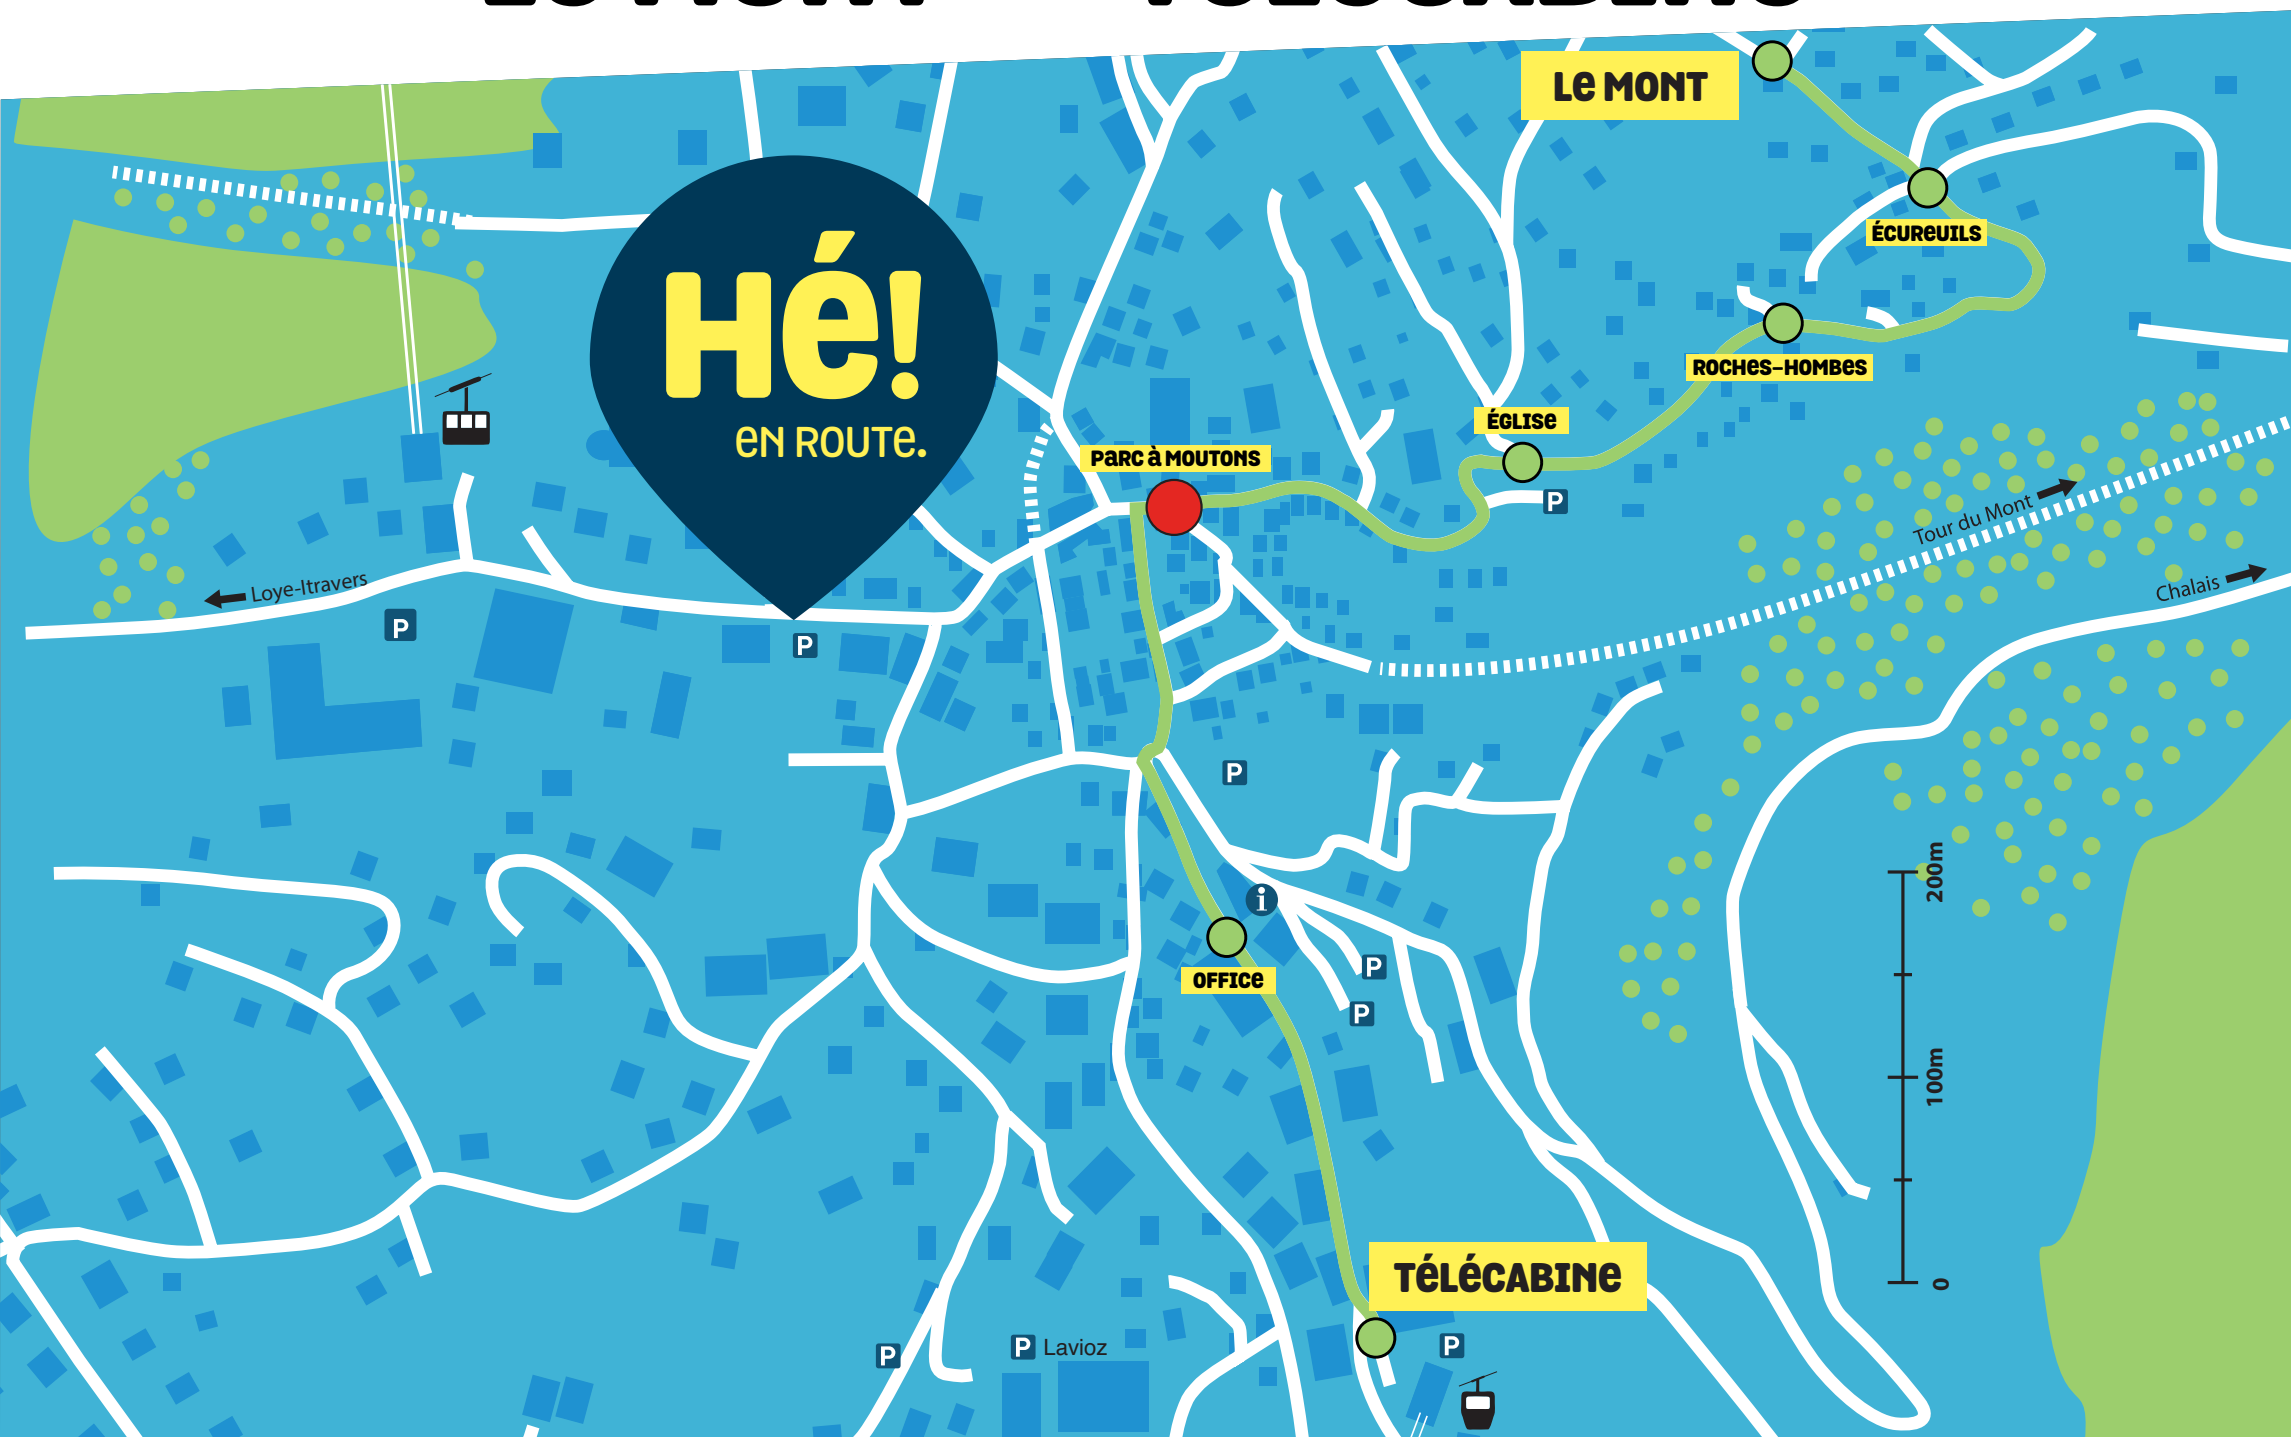 Le MONT
ÉCUREUILS
Hé!
EN ROUTE.
ROCHES-HOMBES
ÉGLISE
PARC à MOUTONS
P
Tour du Mont
Chalais
Loye-Itravers
P
P
P
200m
i
P
OFFICE
P
100m
TÉLÉCABINE
0
P
P Lavioz
P